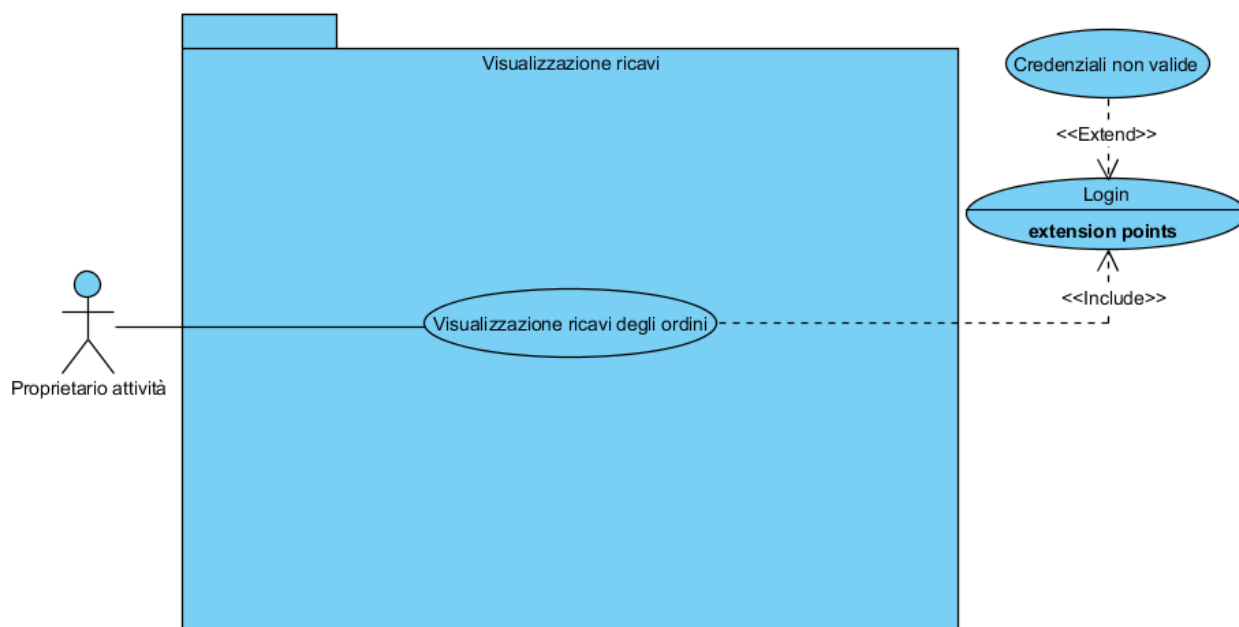 Visualizzazione ricavi
Credenziali non valide
<<Extend>>
Login
extension points
<<Include>>
Visualizzazione ricavi degli ordini
Proprietario attività